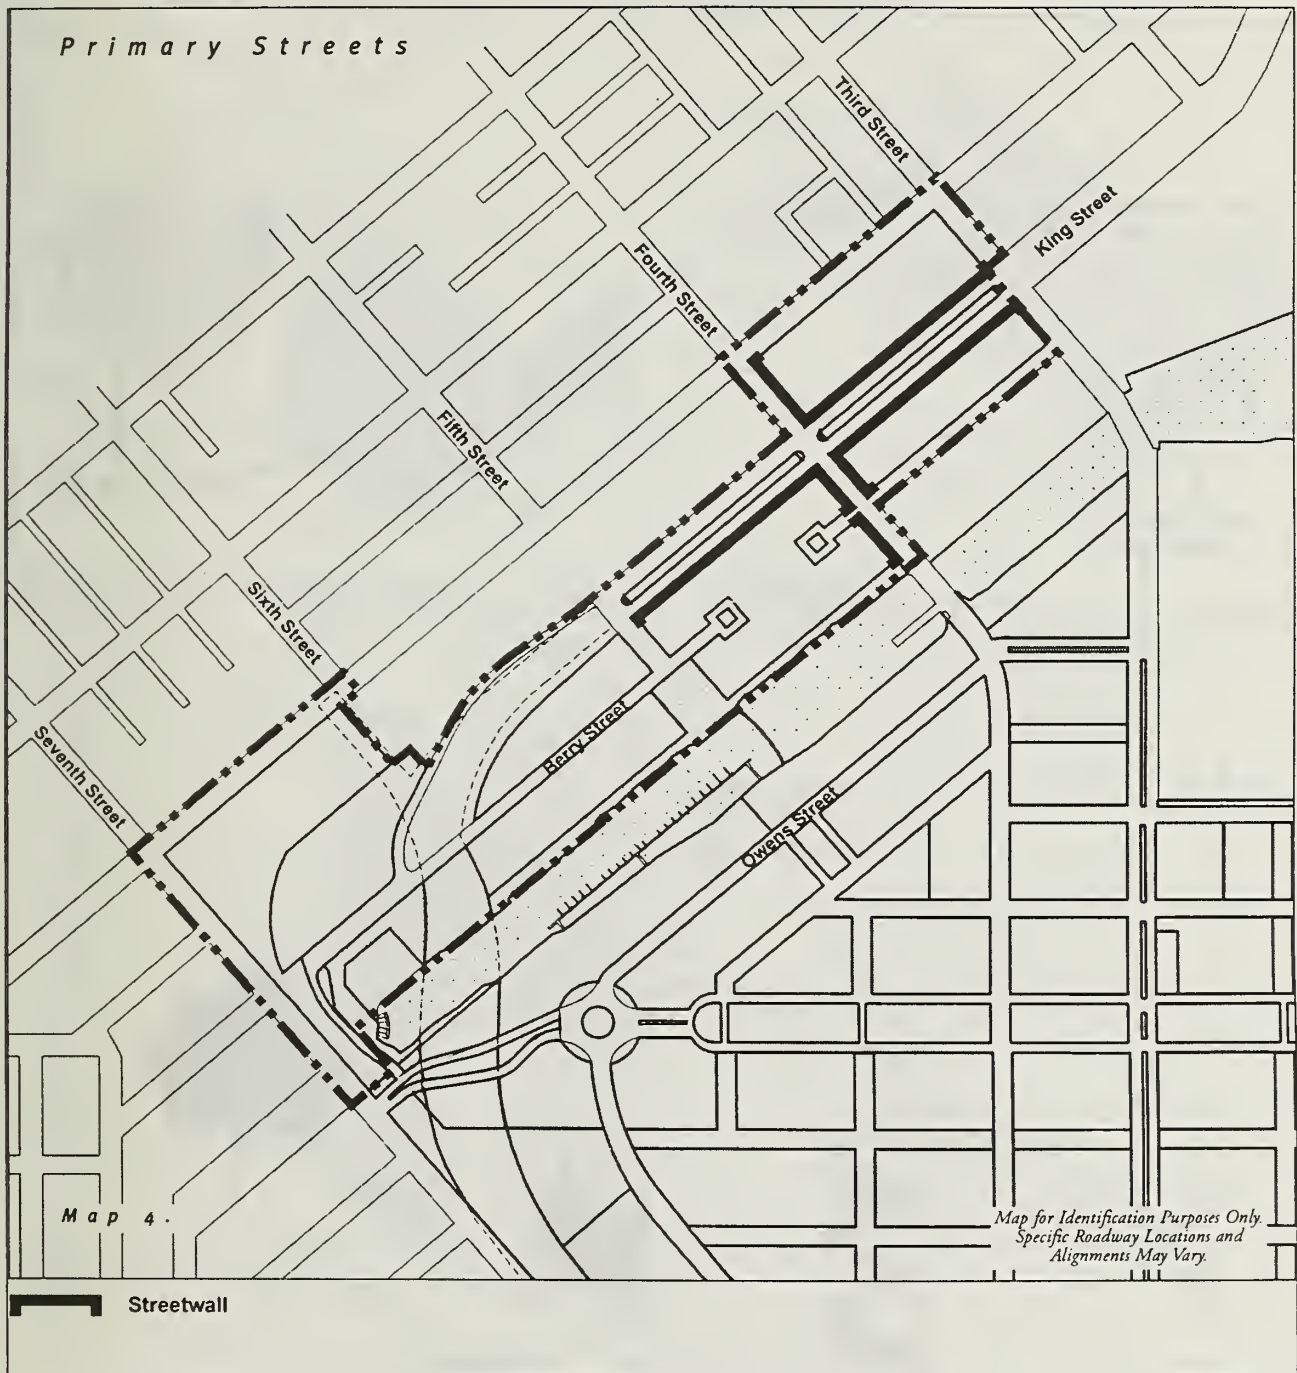 Primary Streets
Third Street
King Street
Fourth Street
Fifth Street
Sixth Street
Seventh Street
Berry Street
Owens Street
Map 4.
Map for Identification Purposes Only.
Specific Roadway Locations and
Alignments May Vary.
Streetwall